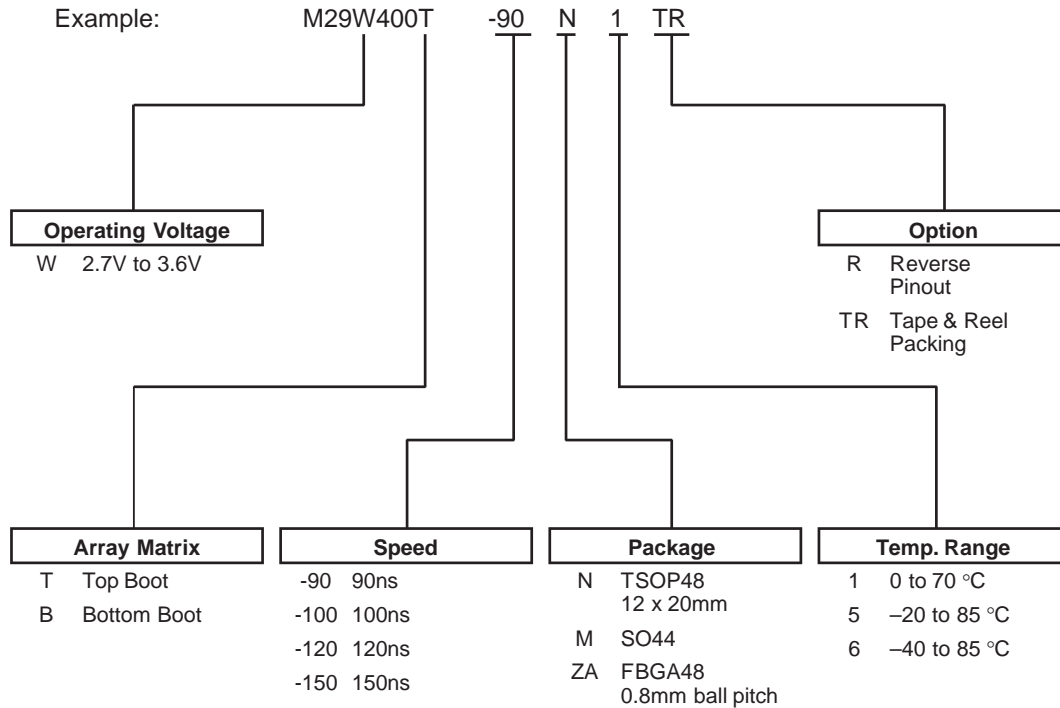 Example: M29W400T -90 N 1 TR
Operating Voltage
W 2.7V to 3.6V
Option
R Reverse
Pinout
TR Tape & Reel
Packing
Array Matrix
T Top Boot
B Bottom Boot
Speed
-90 90ns
-100 100ns
-120 120ns
-150 150ns
Package
N TSOP48
12 x 20mm
M SO44
ZA FBGA48
0.8mm ball pitch
Temp. Range
1 0 to 70 °C
5 –20 to 85 °C
6 –40 to 85 °C